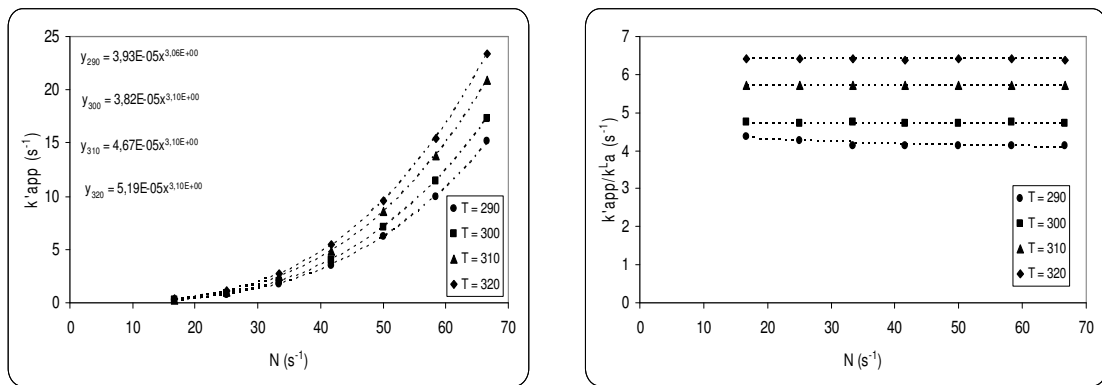 25
20
15
10
5
0
k'app (s-1)
y290 = 3,93E-05x3,06E+00
y300 = 3,82E-05x3,10E+00
y310 = 4,67E-05x3,10E+00
y320 = 5,19E-05x3,10E+00
T = 290
T = 300
T = 310
T = 320
0 10 20 30 40 50 60 70
N (s-1)
7
6
5
4
3
2
1
0
k'app/kLa (s-1)
T = 290
T = 300
T = 310
T = 320
0 10 20 30 40 50 60 70
N (s-1)